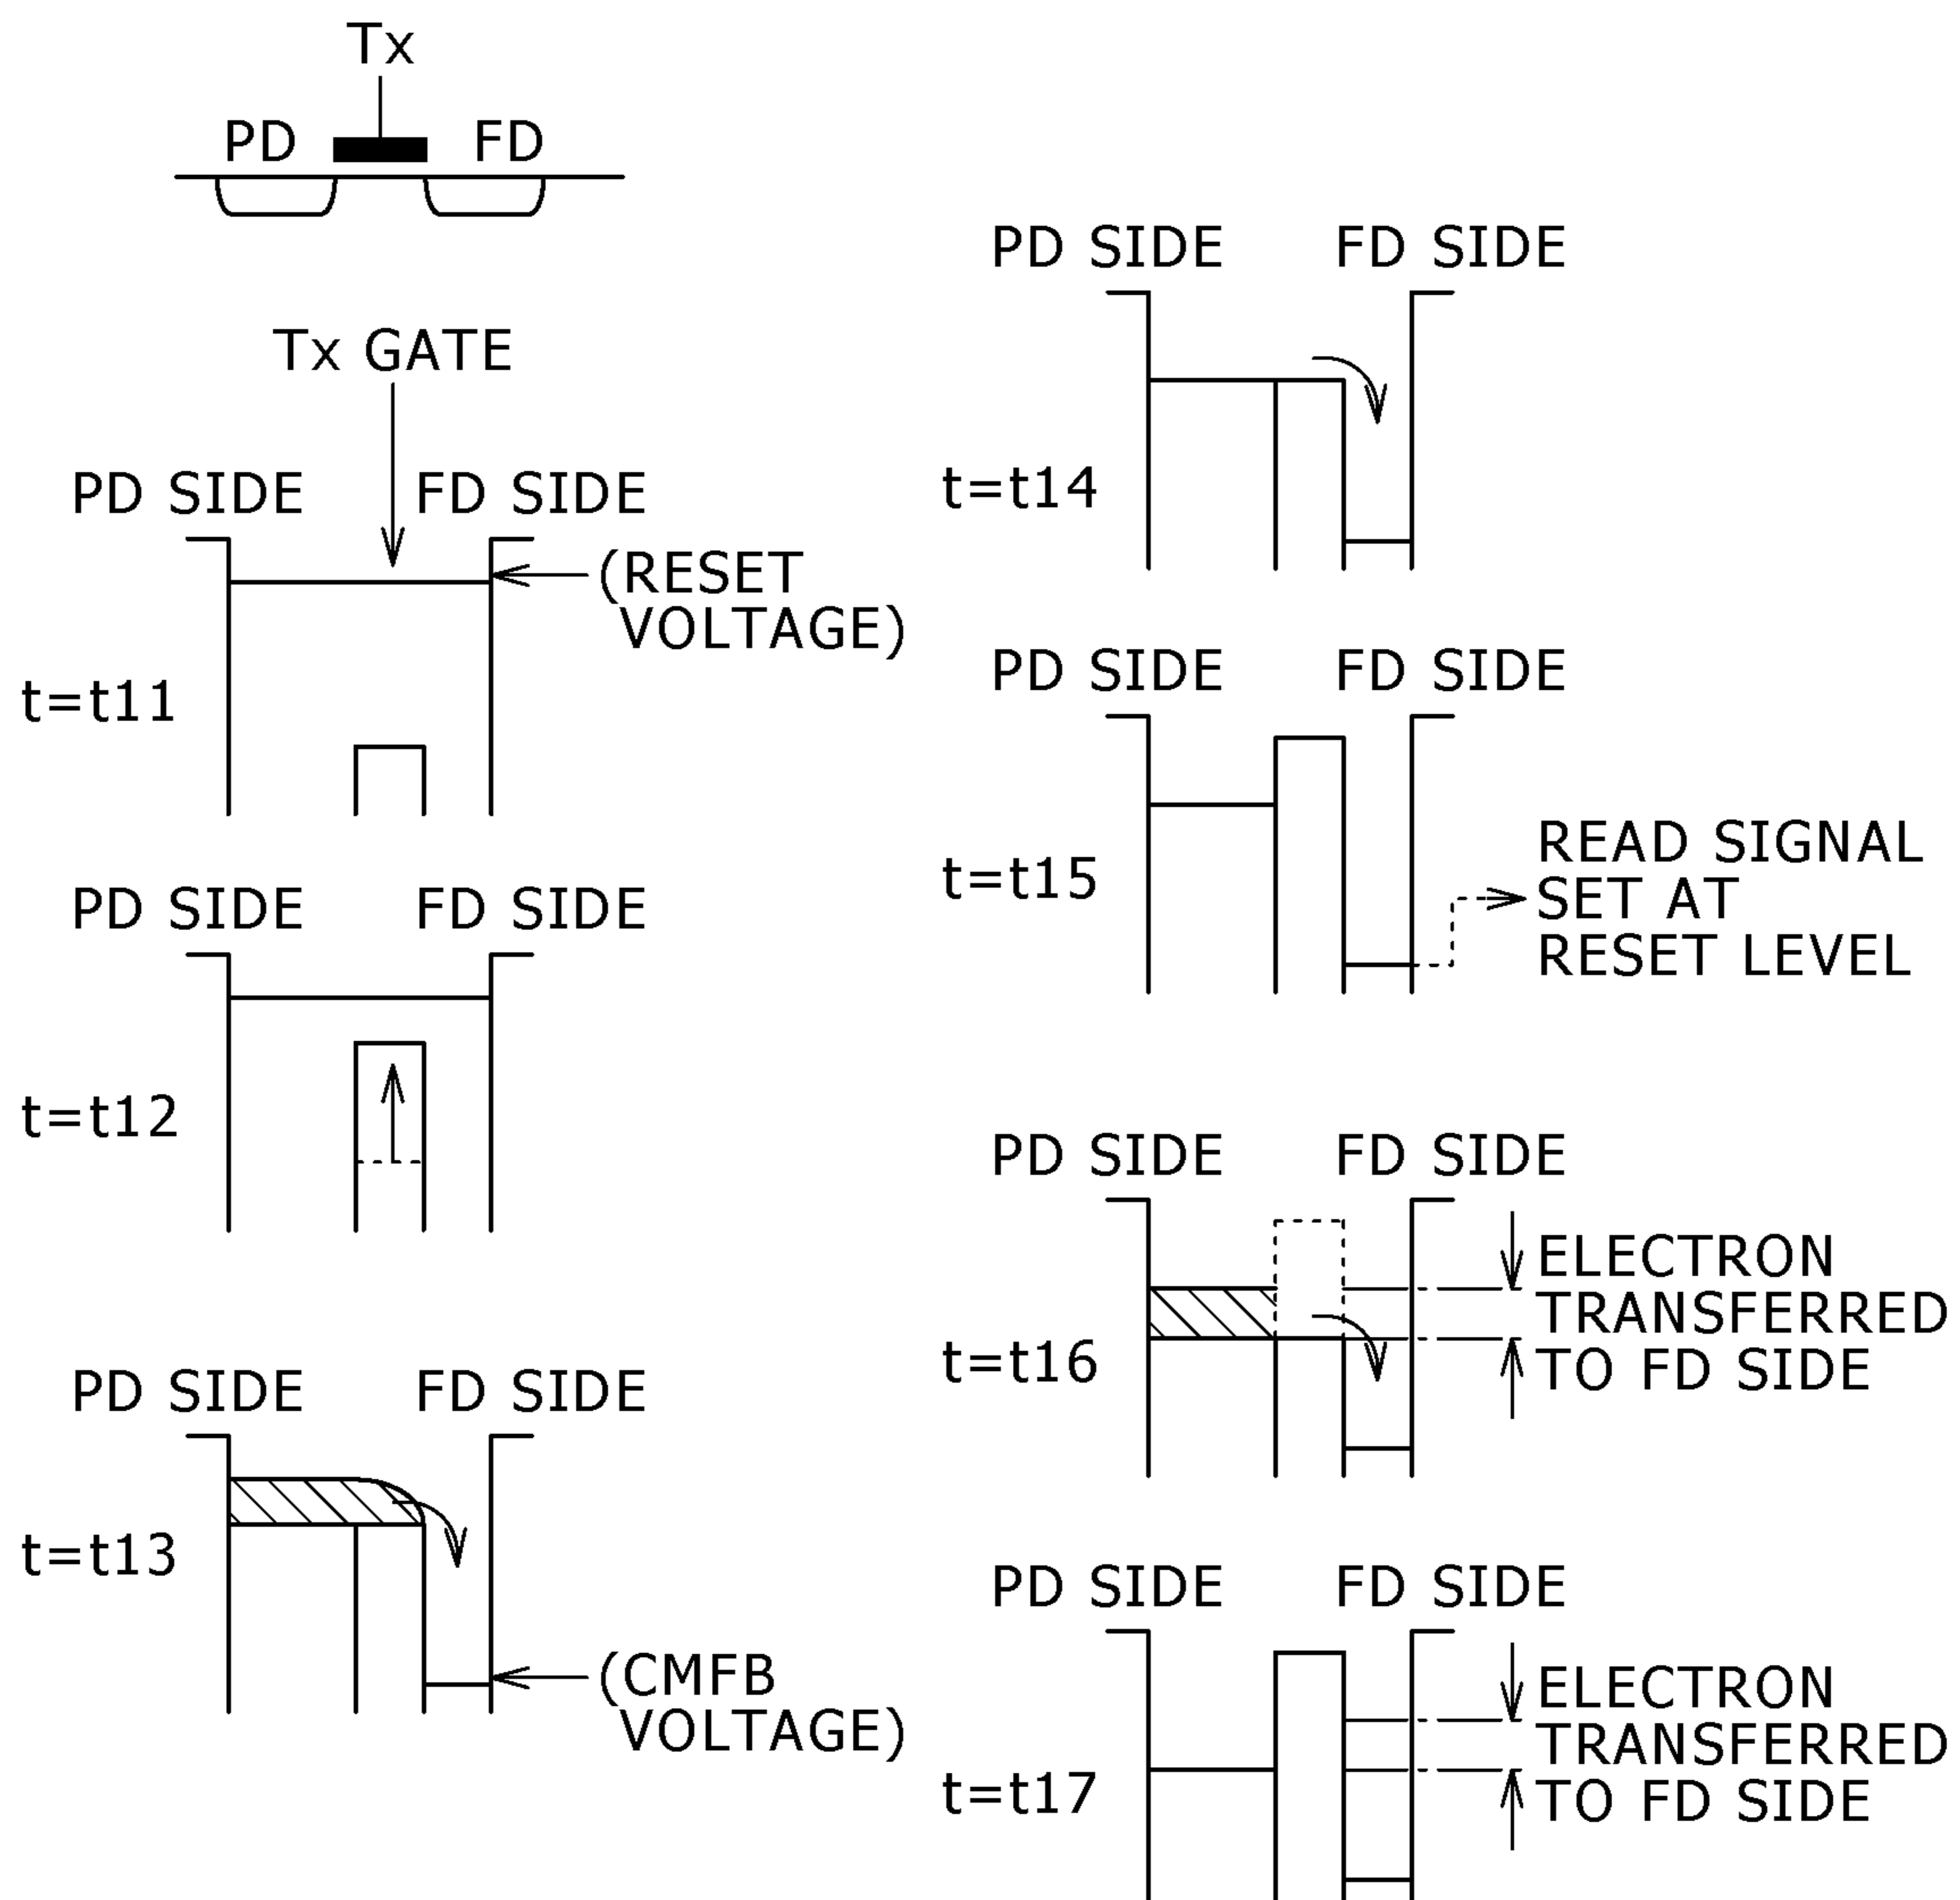 Tx
PD FD
Tx GATE
PD SIDE FD SIDE
(RESET
VOLTAGE)
t=t11
PD SIDE FD SIDE
t=t12
PD SIDE FD SIDE
t=t13
(CMFB
VOLTAGE)
PD SIDE FD SIDE
t=t14
PD SIDE FD SIDE
t=t15
READ SIGNAL
SET AT
RESET LEVEL
PD SIDE FD SIDE
t=t16
ELECTRON
TRANSFERRED
TO FD SIDE
PD SIDE FD SIDE
t=t17
ELECTRON
TRANSFERRED
TO FD SIDE